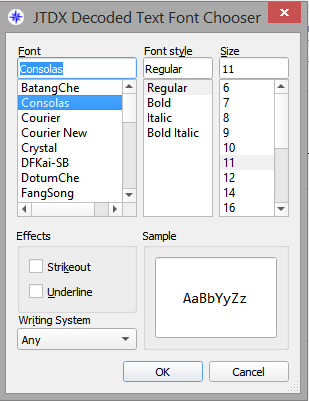 JTDX Decoded Text Font Chooser
Font
Font style
Size
Consolas
Regular
11
BatangChe
Consolas
Courier
Courier New
Crystal
DFKai-SB
DotumChe
FangSong
Regular
Bold
Italic
Bold Italic
6
7
8
9
10
11
12
14
16
Effects
Strikeout
Underline
Sample
AaBbYyZz
Writing System
Any
OK
Cancel